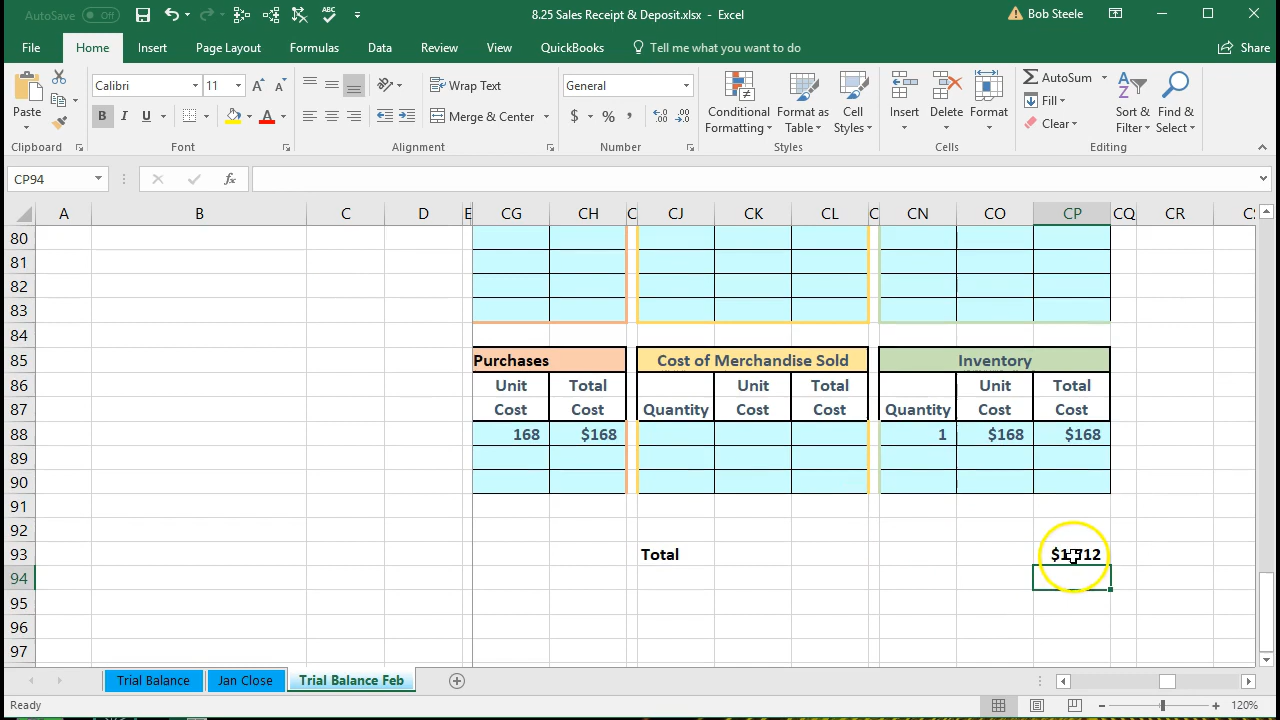 AutoSave Off 8.25 Sales Receipt & Deposit.xlsx - Excel Bob Steele
File Home Insert Page Layout Formulas Data Review View QuickBooks Tell me what you want to do Share
Paste Calibri 11 Wrap Text General Conditional Formatting Format as Table Cell Styles Insert Delete Format AutoSum Sort & Filter Find & Select
B I U Merge & Center $ % , Fill
Clear
Clipboard Font Alignment Number Styles Cells Editing
CP94 fx
A B C D E CG CH C CJ CK CL C CN CO CP CQ CR CS
80
81
82
83
84
85 Purchases Cost of Merchandise Sold Inventory
86 Unit Total Unit Total Unit Total
87 Cost Cost Quantity Cost Cost Quantity Cost Cost
88 168 $168 1 $168 $168
89
90
91
92
93 Total
94
95
96
97
Trial Balance Jan Close Trial Balance Feb
Ready 120%